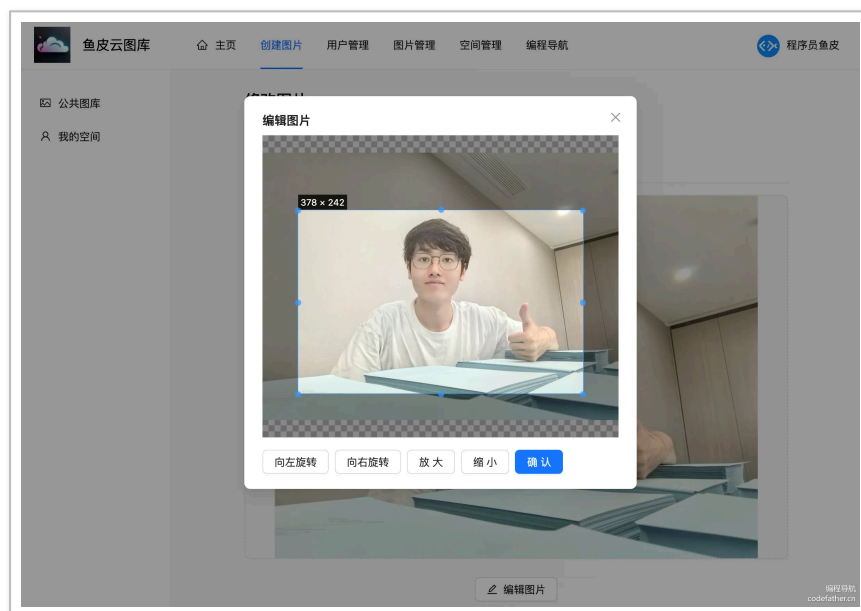 鱼皮云图库 主页 创建图片 用户管理 图片管理 空间管理 编程导航 程序员鱼皮
公共图库
我的空间
编辑图片
378 × 242
向左旋转 向右旋转 放 大 缩 小 确 认
编辑图片
编程导航
codefather.cn